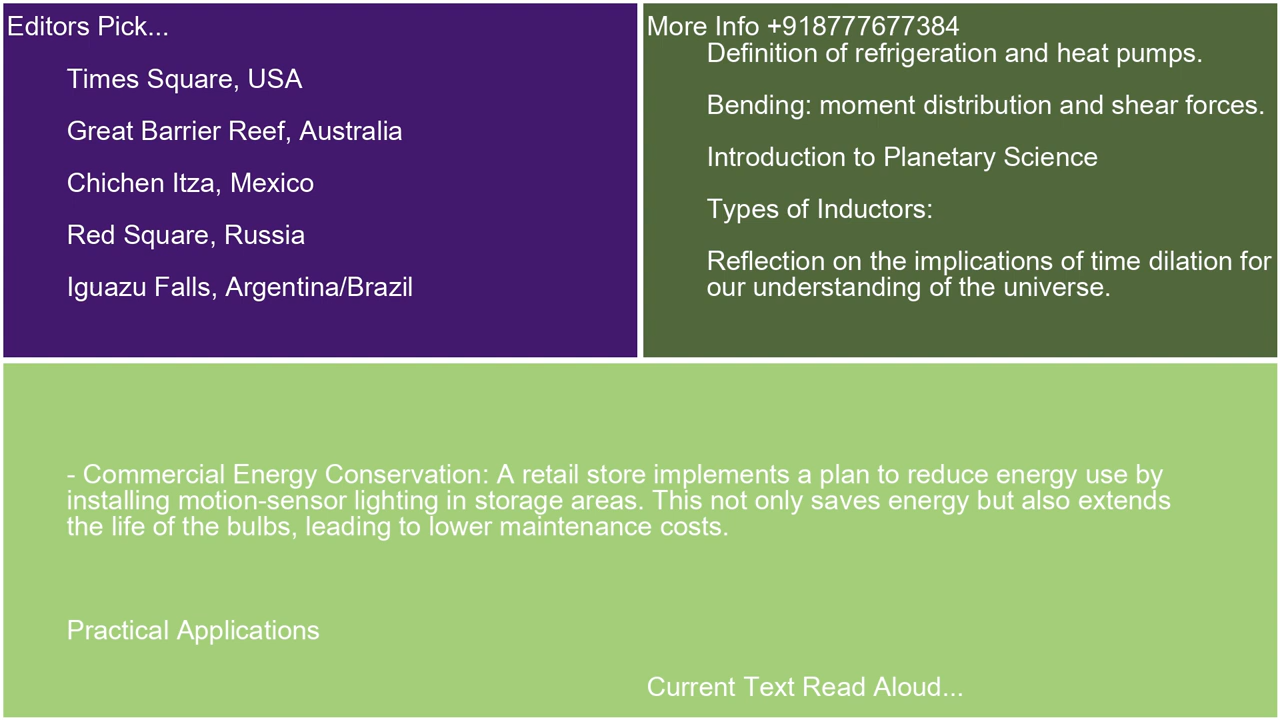 Editors Pick...
Times Square, USA
Great Barrier Reef, Australia
Chichen Itza, Mexico
Red Square, Russia
Iguazu Falls, Argentina/Brazil
More Info +918777677384
Definition of refrigeration and heat pumps.
Bending: moment distribution and shear forces.
Introduction to Planetary Science
Types of Inductors:
Reflection on the implications of time dilation for
our understanding of the universe.
- Commercial Energy Conservation: A retail store implements a plan to reduce energy use by
installing motion-sensor lighting in storage areas. This not only saves energy but also extends
the life of the bulbs, leading to lower maintenance costs.
Practical Applications
Current Text Read Aloud...